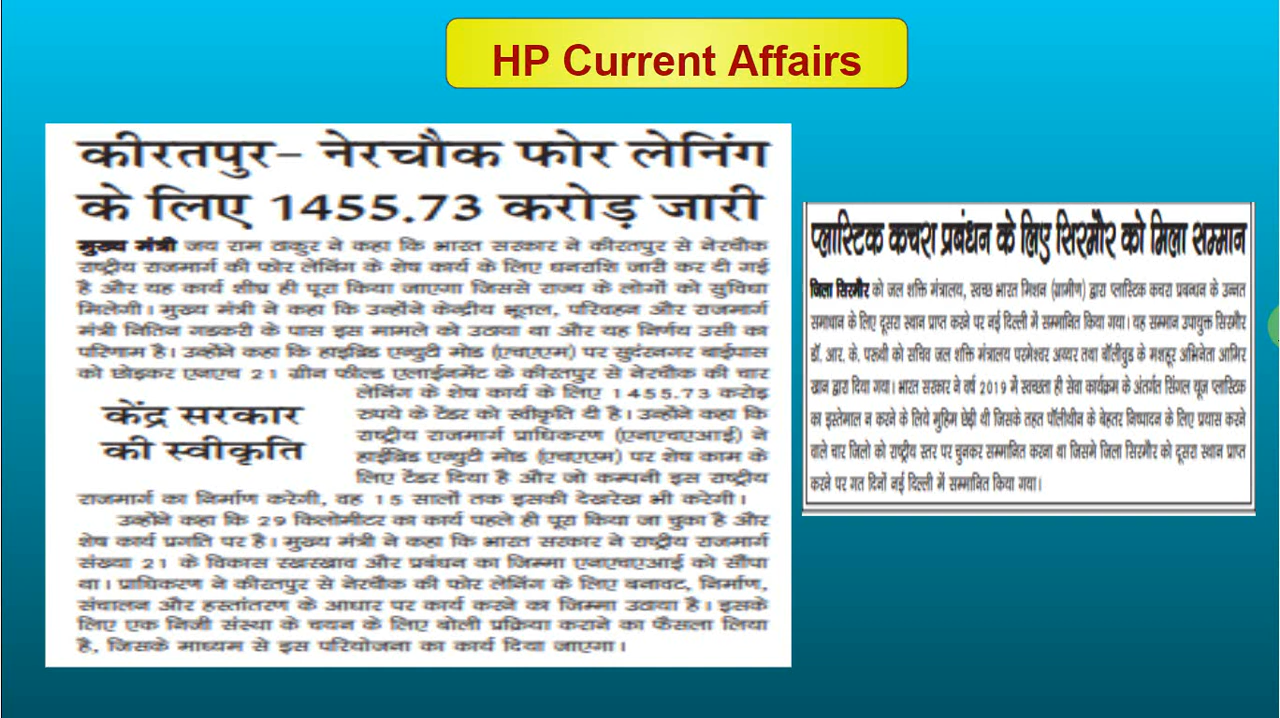 HP Current Affairs
कीरतपुर- नेरचौक फोर लेनिंग
के लिए 1455.73 करोड़ जारी
मुख्य मंत्री जय राम ठाकुर ने कहा कि भारत सरकार ने कीरतपुर से नेरचौक
राष्ट्रीय राजमार्ग की फोर लेनिंग के शेष कार्य के लिए धनराशि जारी कर दी गई
है और यह कार्य शीघ्र ही पूरा किया जाएगा जिससे राज्य के लोगों को सुविधा
मिलेगी। मुख्य मंत्री ने कहा कि उन्होंने केन्द्रीय भूतल, परिवहन और राजमार्ग
मंत्री नितिन गडकरी के पास इस मामले को उठाया था और यह निर्णय उसी का
परिणाम है। उन्होंने कहा कि हाइब्रिड एन्युटी मोड (एचएएम) पर सुंदरनगर बाईपास
को छोड़कर एनएच 21 ग्रीन फील्ड एलाईनमेंट के कीरतपुर से नेरचौक की चार
लेनिंग के शेष कार्य के लिए 1455.73 करोड़
रुपये के टेंडर को स्वीकृति दी है। उन्होंने कहा कि
राष्ट्रीय राजमार्ग प्राधिकरण (एनएचएआई) ने
हाईब्रिड एन्युटी मोड (एचएएम) पर शेष काम के
लिए टेंडर दिया है और जो कम्पनी इस राष्ट्रीय
केंद्र सरकार
की स्वीकृति
राजमार्ग का निर्माण करेगी, वह 15 सालों तक इसकी देखरेख भी करेगी।
उन्होंने कहा कि 29 किलोमीटर का कार्य पहले ही पूरा किया जा चुका है और
शेष कार्य प्रगति पर है। मुख्य मंत्री ने कहा कि भारत सरकार ने राष्ट्रीय राजमार्ग
संख्या 21 के विकास रखरखाव और प्रबंधन का जिम्मा एनएचएआई को सौंपा
था। प्राधिकरण ने कीरतपुर से नेरचौक की फोर लेनिंग के लिए बनावट, निर्माण,
संचालन और हस्तांतरण के आधार पर कार्य करने का जिम्मा उठाया है। इसके
लिए एक निजी संस्था के चयन के लिए बोली प्रक्रिया कराने का फैसला लिया
है, जिसके माध्यम से इस परियोजना का कार्य दिया जाएगा।
प्लास्टिक कचरा प्रबंधन के लिए सिरमौर को मिला सम्मान
जिला सिरमौर को जल शक्ति मंत्रालय, स्वच्छ भारत मिशन (ग्रामीण) द्वारा प्लास्टिक कचरा प्रबन्धन के उन्नत
समाधान के लिए दूसरा स्थान प्राप्त करने पर नई दिल्ली में सम्मानित किया गया। यह सम्मान उपायुक्त सिरमौर
डॉ. आर. के. परूथी को सचिव जल शक्ति मंत्रालय परमेश्वर अय्यर तथा बॉलीवुड के मशहूर अभिनेता आमिर
खान द्वारा दिया गया। भारत सरकार ने वर्ष 2019 में स्वच्छता ही सेवा कार्यक्रम के अंतर्गत सिंगल यूज प्लास्टिक
का इस्तेमाल न करने के लिये मुहिम छेड़ी थी जिसके तहत पॉलीथीन के बेहतर निष्पादन के लिए प्रयास करने
वाले चार जिलो को राष्ट्रीय स्तर पर चुनकर सम्मानित करना था जिसमे जिला सिरमौर को दूसरा स्थान प्राप्त
करने पर गत दिनों नई दिल्ली में सम्मानित किया गया।